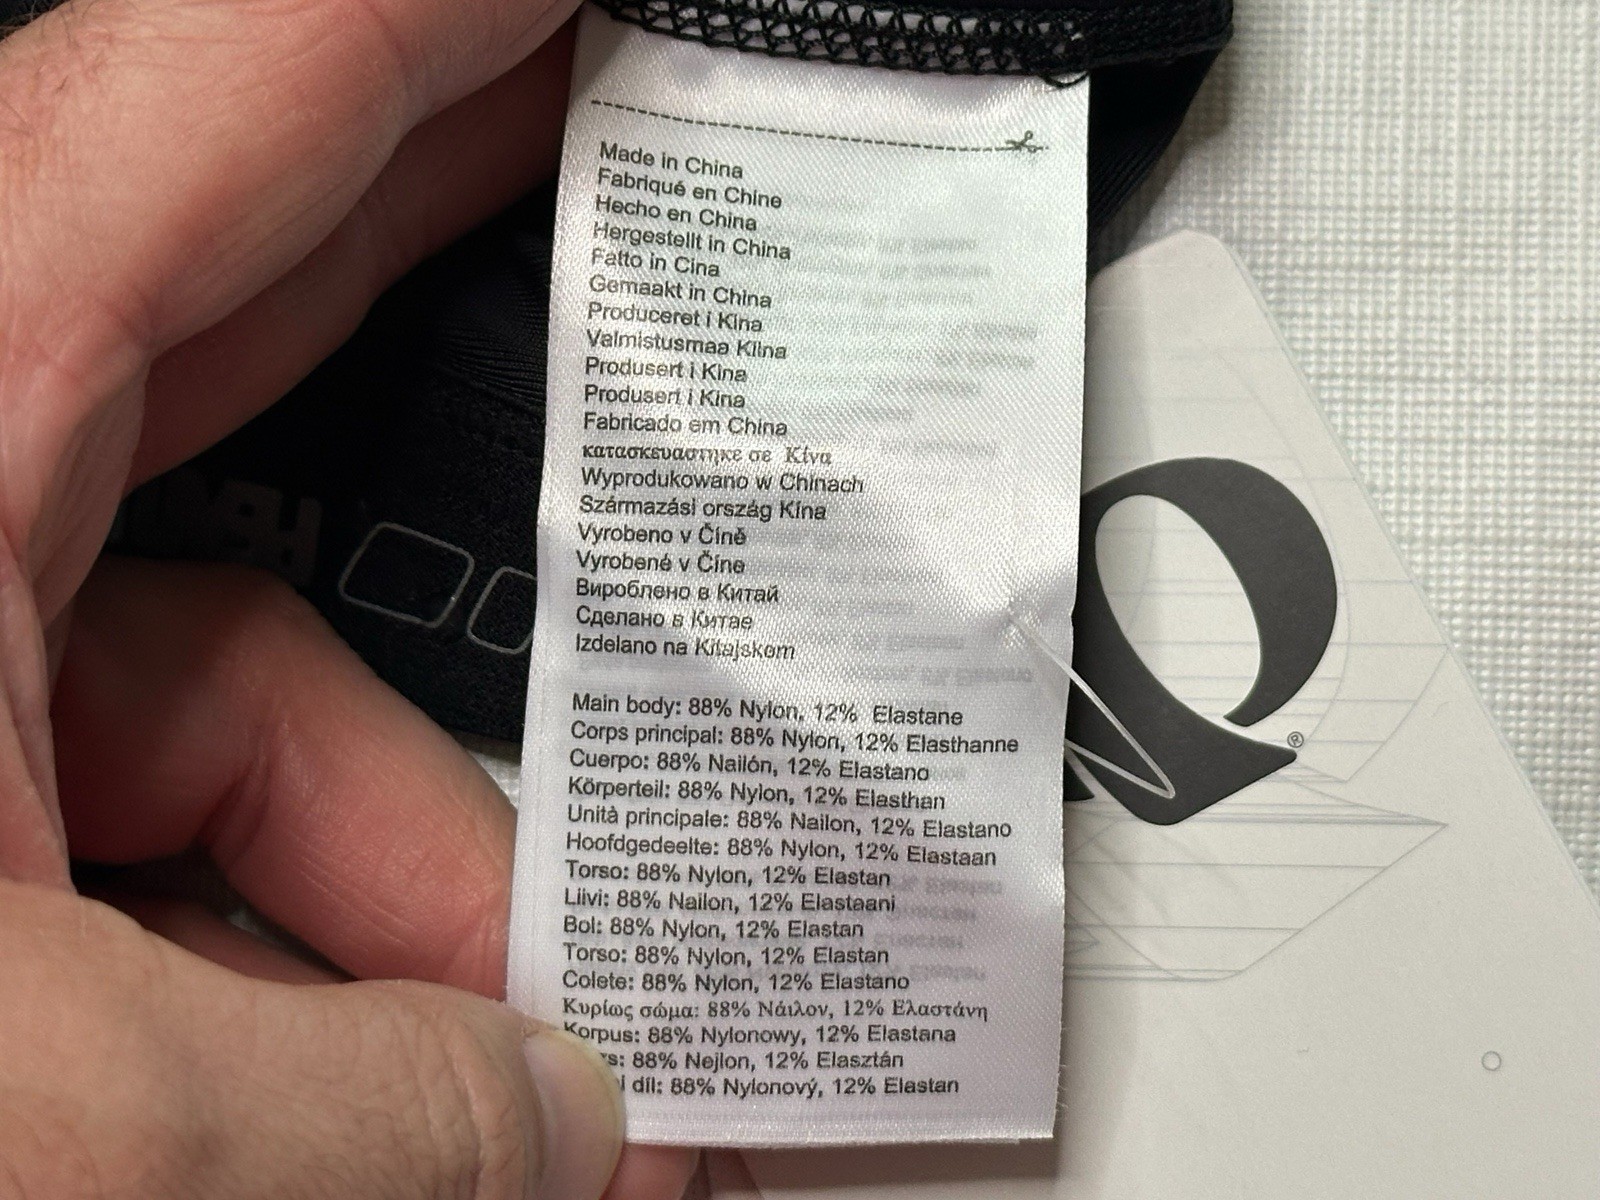 Made in China
Fabriqué en Chine
Hecho en China
Hergestellt in China
Fatto in Cina
Gemaakt in China
Produceret i Kina
Valmistusmaa Kiina
Produsert i Kina
Produsert i Kina
Fabricado em China
κατασκευαστηκε σε Κίνα
Wyprodukowano w Chinach
Származási ország Kína
Vyrobeno v Číně
Vyrobené v Číne
Вироблено в Китай
Сделано в Китае
Izdelano na Kitajskem
Main body: 88% Nylon, 12% Elastane
Corps principal: 88% Nylon, 12% Elasthanne
Cuerpo: 88% Nailón, 12% Elastano
Körperteil: 88% Nylon, 12% Elasthan
Unità principale: 88% Nailon, 12% Elastano
Hoofdgedeelte: 88% Nylon, 12% Elastaan
Torso: 88% Nylon, 12% Elastan
Liivi: 88% Nailon, 12% Elastaani
Bol: 88% Nylon, 12% Elastan
Torso: 88% Nylon, 12% Elastan
Colete: 88% Nylon, 12% Elastano
Κυρίως σώμα: 88% Νάιλον, 12% Ελαστάνη
Korpus: 88% Nylonowy, 12% Elastana
88% Nejlon, 12% Elasztán
díl: 88% Nylonový, 12% Elastan
®